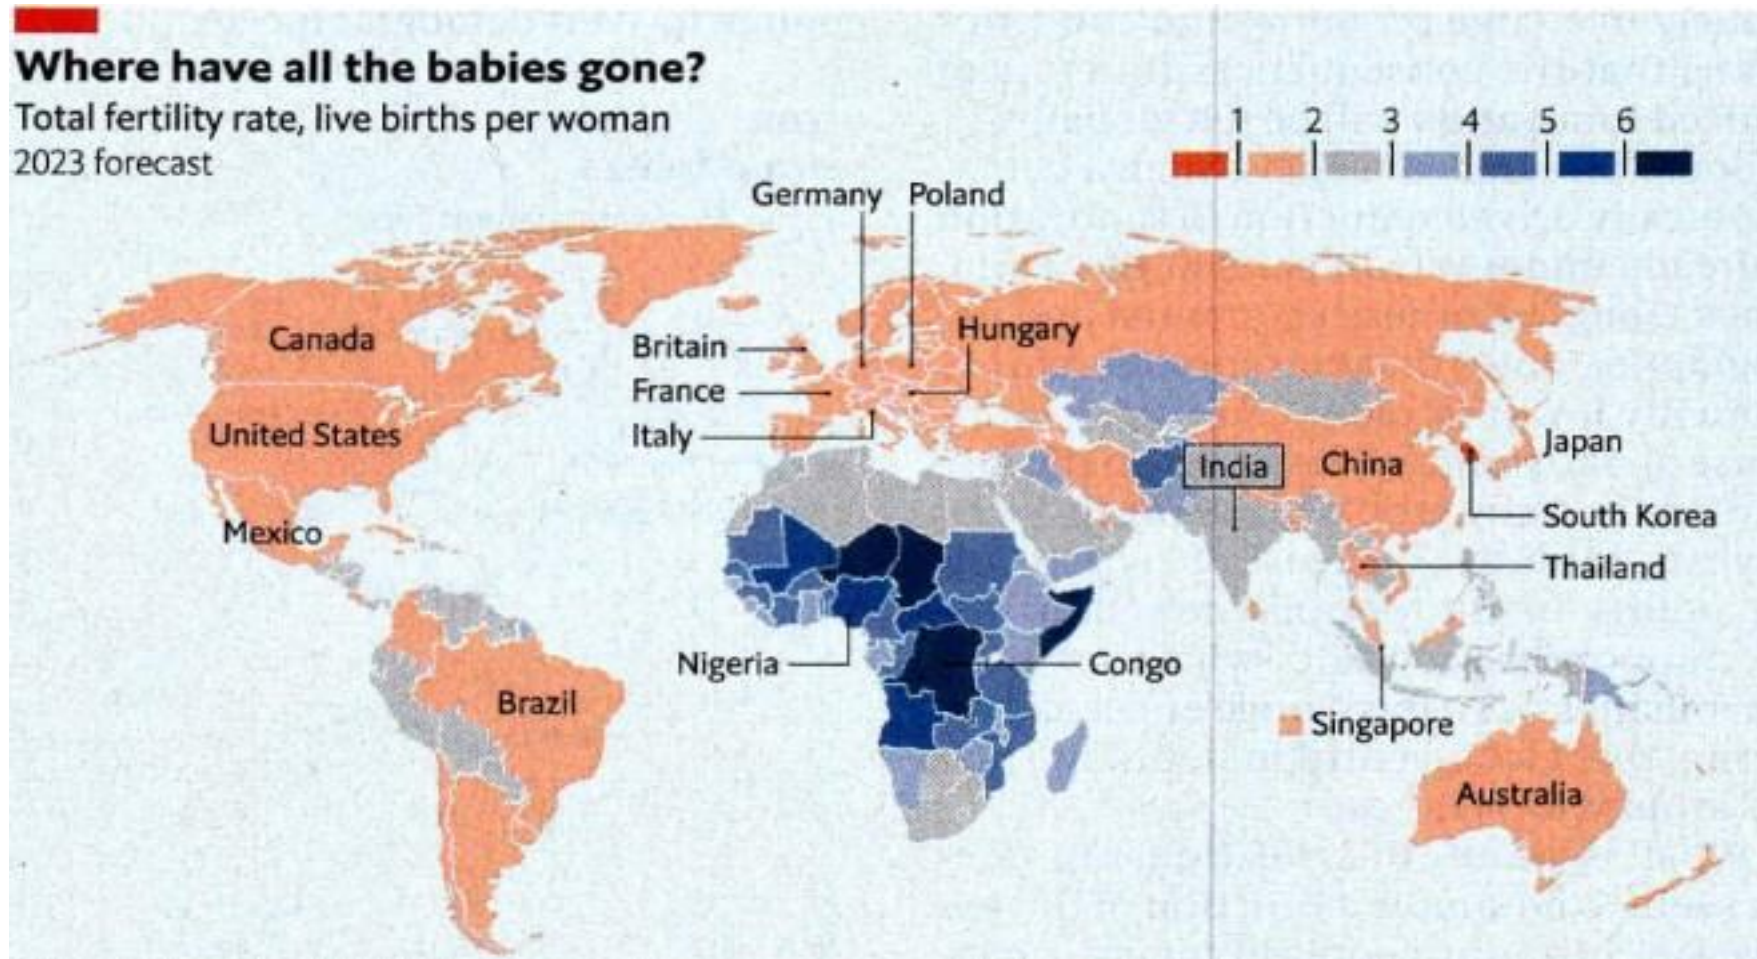 Where have all the babies gone?
Total fertility rate, live births per woman
2023 forecast
1 2 3 4 5 6
Germany Poland
Hungary
Canada
Britain
France
United States
Italy
India
China
Japan
Mexico
South Korea
Thailand
Nigeria
Congo
Brazil
Singapore
Australia